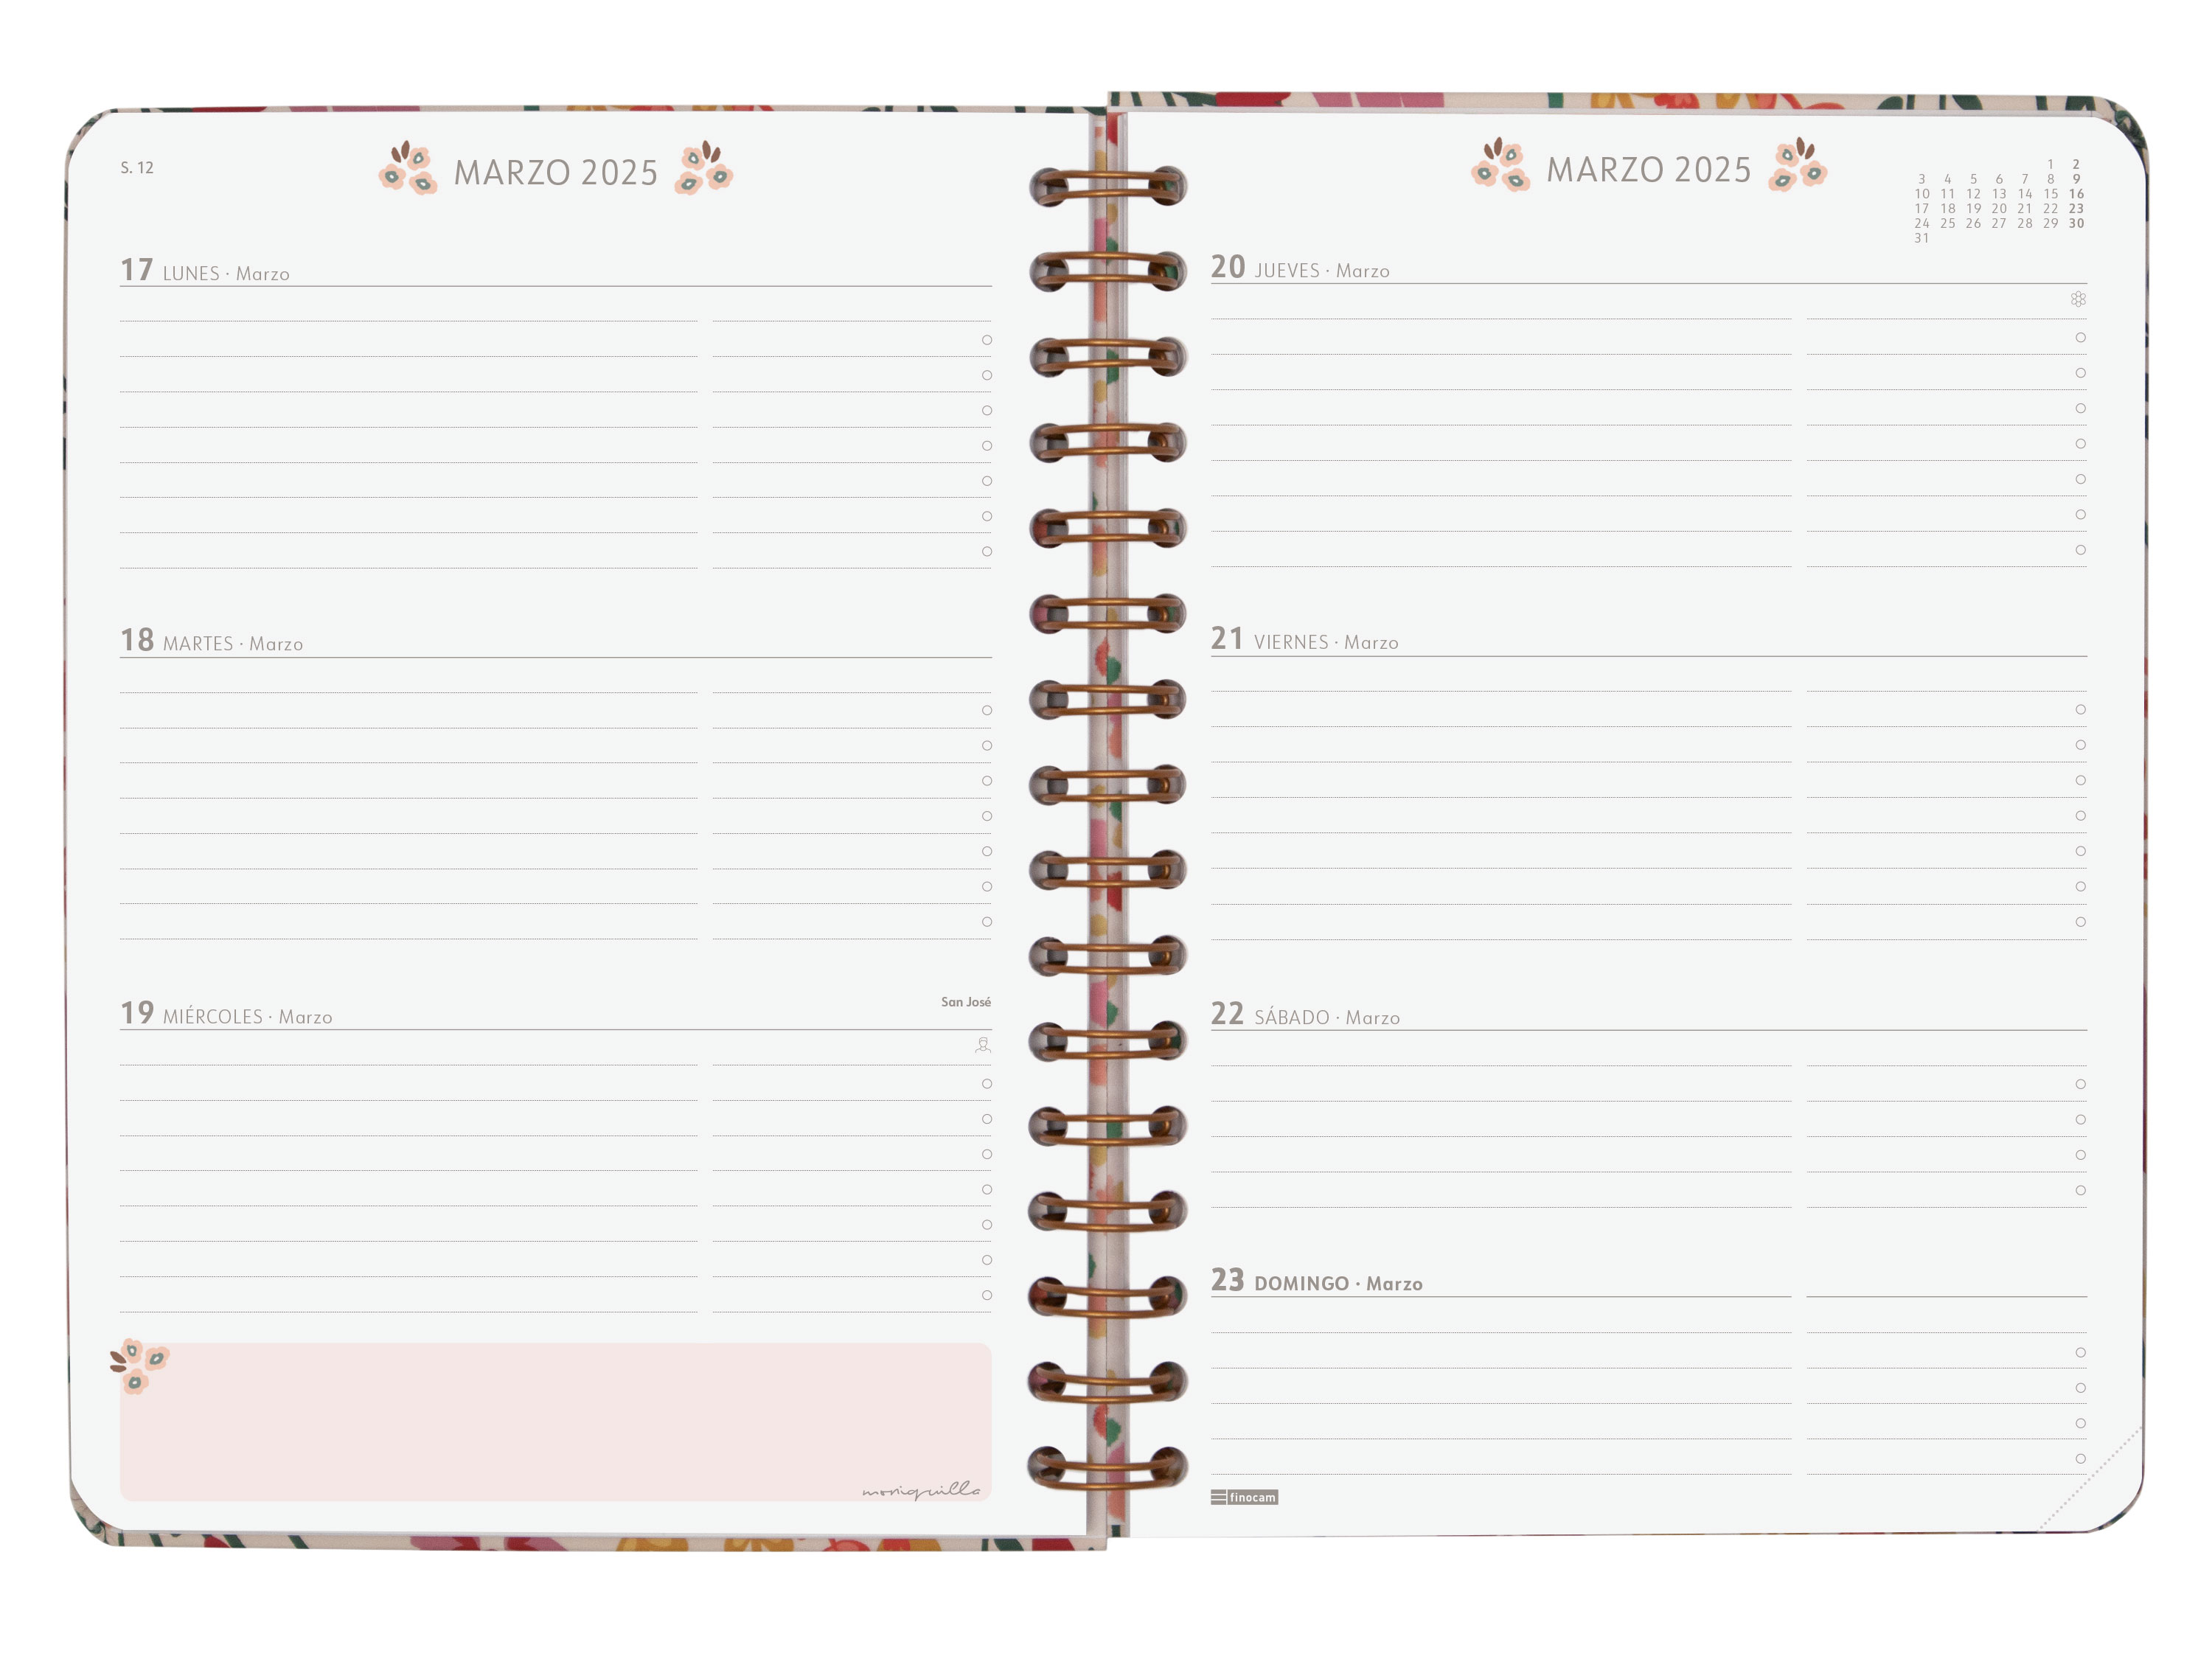 S. 12
MARZO 2025
17 LUNES · Marzo
18 MARTES · Marzo
San José
19 MIÉRCOLES · Marzo
moniquilla
MARZO 2025
1 2
3 4 5 6 7 8 9
10 11 12 13 14 15 16
17 18 19 20 21 22 23
24 25 26 27 28 29 30
31
20 JUEVES · Marzo
21 VIERNES · Marzo
22 SÁBADO · Marzo
23 DOMINGO · Marzo
finocam